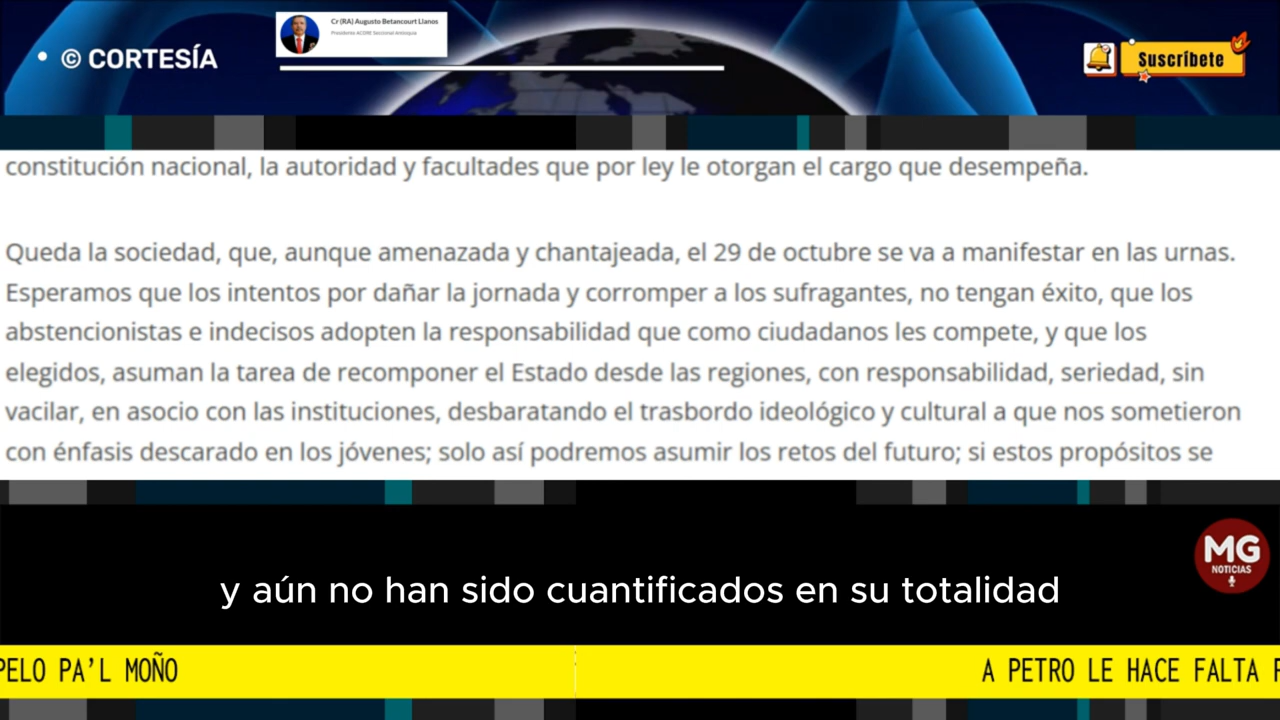 • © CORTESÍA
Cr (RA) Augusto Betancourt Llanos
Presidente ACORE Seccional Antioquia
Suscríbete
constitución nacional, la autoridad y facultades que por ley le otorgan el cargo que desempeña.
Queda la sociedad, que, aunque amenazada y chantajeada, el 29 de octubre se va a manifestar en las urnas.
Esperamos que los intentos por dañar la jornada y corromper a los sufragantes, no tengan éxito, que los
abstencionistas e indecisos adopten la responsabilidad que como ciudadanos les compete, y que los
elegidos, asuman la tarea de recomponer el Estado desde las regiones, con responsabilidad, seriedad, sin
vacilar, en asocio con las instituciones, desbaratando el trasbordo ideológico y cultural a que nos sometieron
con énfasis descarado en los jóvenes; solo así podremos asumir los retos del futuro; si estos propósitos se
MG
NOTICIAS
y aún no han sido cuantificados en su totalidad
PELO PA'L MOÑO
A PETRO LE HACE FALTA